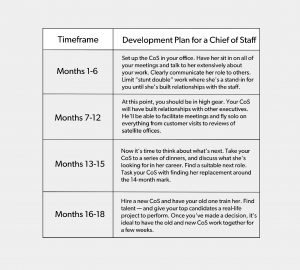 Timeframe
Development Plan for a Chief of Staff
Months 1-6
Set up the CoS in your office. Have her sit in on all of
your meetings and talk to her extensively about
your work. Clearly communicate her role to others.
Limit "stunt double" work where she's a stand-in for
you until she's built relationships with the staff.
Months 7-12
At this point, you should be in high gear. Your CoS
will have built relationships with other executives.
He'll be able to facilitate meetings and fly solo on
everything from customer visits to reviews of
satellite offices.
Months 13-15
Now it's time to think about what's next. Take your
CoS to a series of dinners, and discuss what she's
looking for in her career. Find a suitable next role.
Task your CoS with finding her replacement around
the 14-month mark.
Months 16-18
Hire a new CoS and have your old one train her. Find
talent — and give your top candidates a real-life
project to perform. Once you've made a decision, it's
ideal to have the old and new CoS work together for
a few weeks.